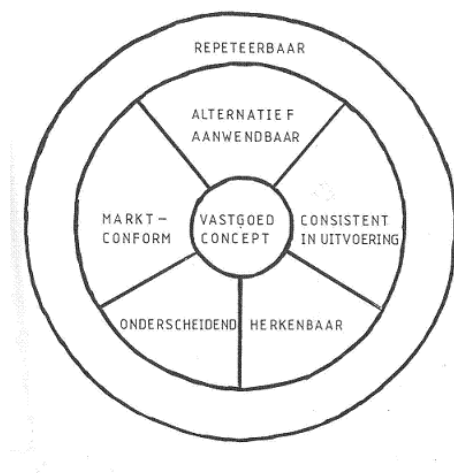 REPETEERBAAR
ALTERNATIEF
AANWENDBAAR
MARKT-
CONFORM
VASTGOED
CONCEPT
CONSISTENT
IN UITVOERING
ONDERSCHEIDEND
HERKENBAAR